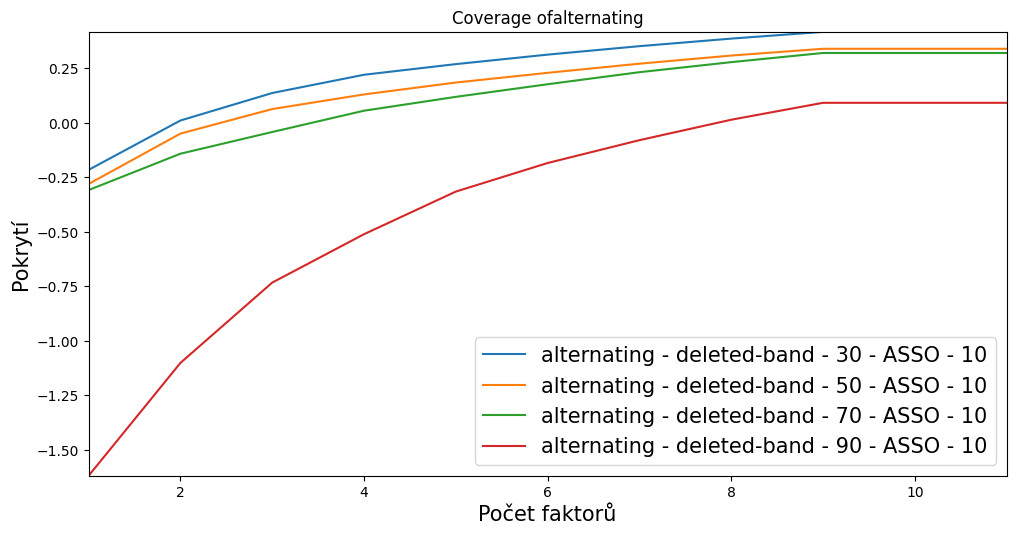 Coverage ofalternating
0.25
0.00
−0.25
−0.50
−0.75
−1.00
−1.25
−1.50
Pokrytí
alternating - deleted-band - 30 - ASSO - 10
alternating - deleted-band - 50 - ASSO - 10
alternating - deleted-band - 70 - ASSO - 10
alternating - deleted-band - 90 - ASSO - 10
2 4 6 8 10
Počet faktorů